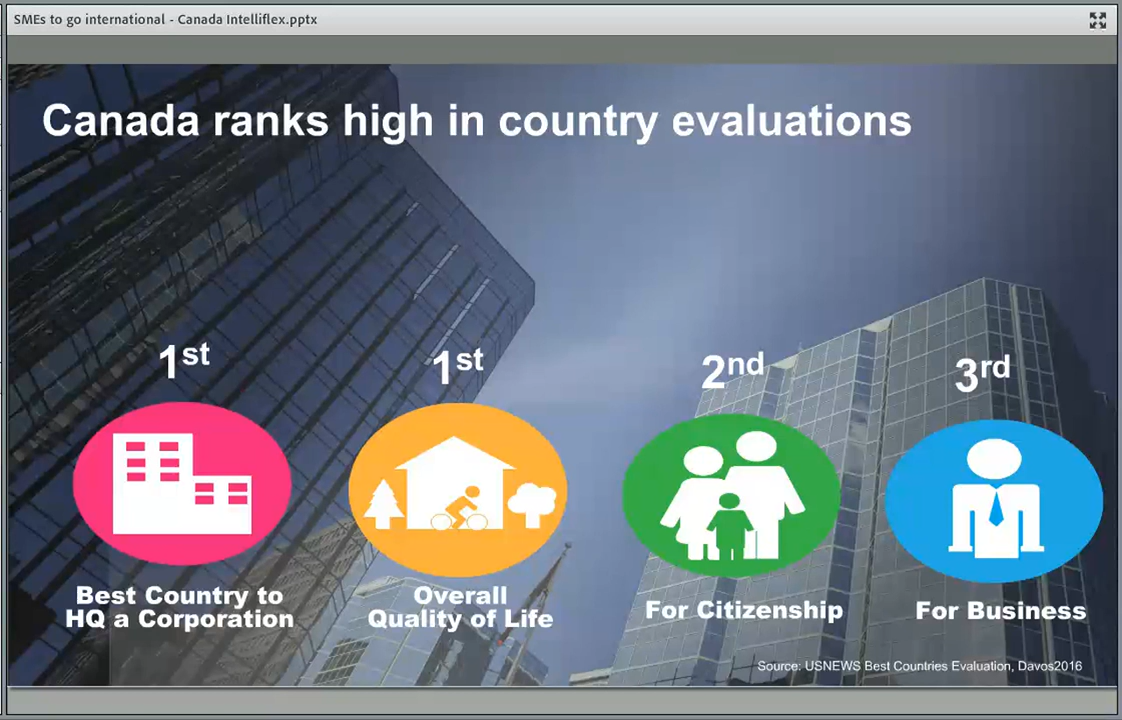 SMEs to go international - Canada Intelliflex.pptx
Canada ranks high in country evaluations
1st
1st
2nd
3rd
Best Country to
HQ a Corporation
Overall
Quality of Life
For Citizenship
For Business
Source: USNEWS Best Countries Evaluation, Davos2016